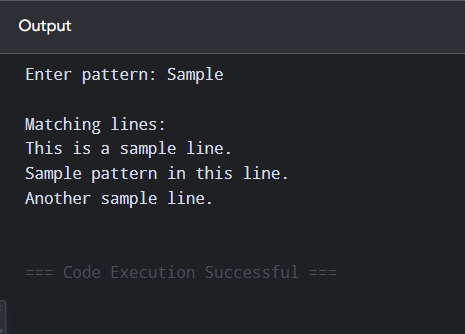 Output
Enter pattern: Sample
Matching lines:
This is a sample line.
Sample pattern in this line.
Another sample line.
=== Code Execution Successful ===